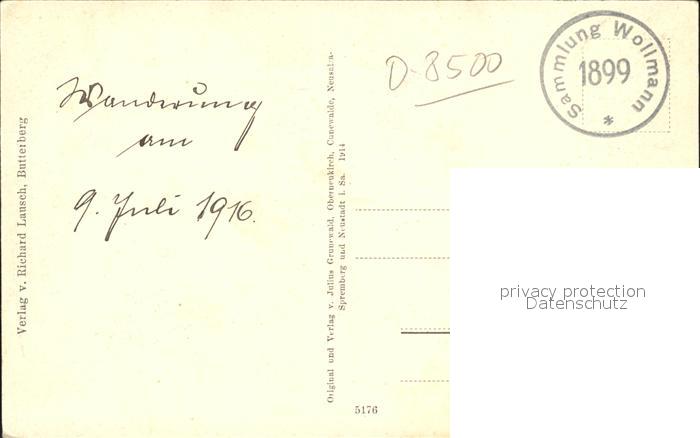 Wanderung
am
9. Juli 1916.
Verlag v. Richard Lausch, Butterberg
Original und Verlag v. Julius Grunewald, Oberneukirch, Cunewalde, Neusalza-
Spremberg und Neustadt i. Sa. 1914
5176
D-8500
Sammlung Wollmann
1899
*
privacy protection
Datenschutz